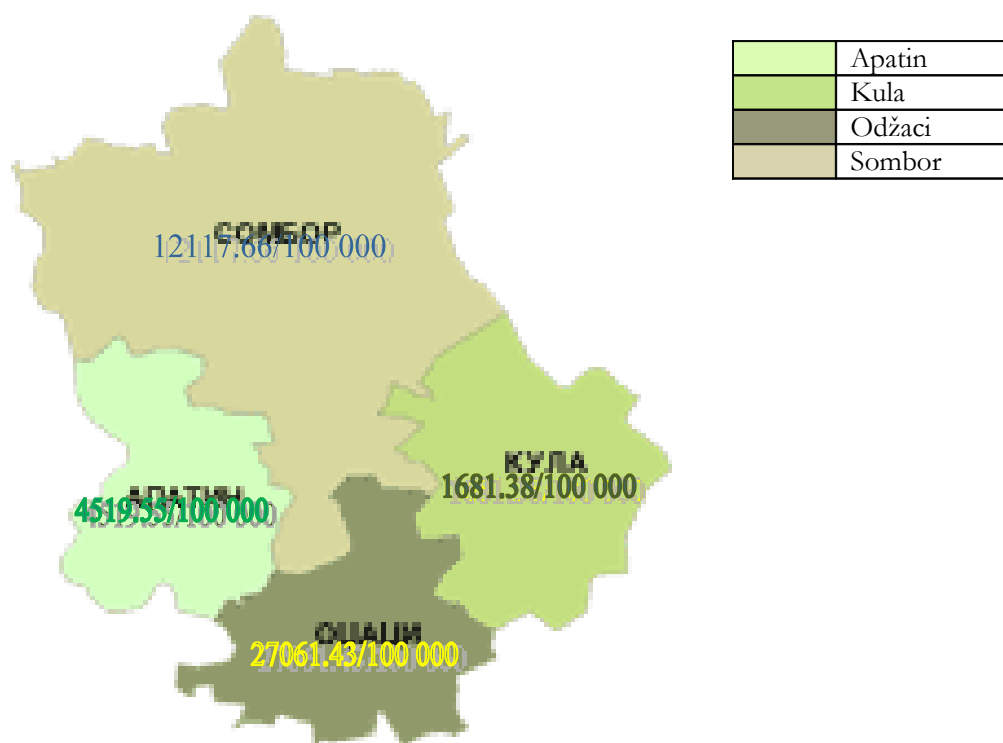 Apatin
Kula
Odžaci
Sombor
СОМБОР
12117.66/100 000
КУЛА
1681.38/100 000
АПАТИН
4519.55/100 000
ОЏАЦИ
27061.43/100 000